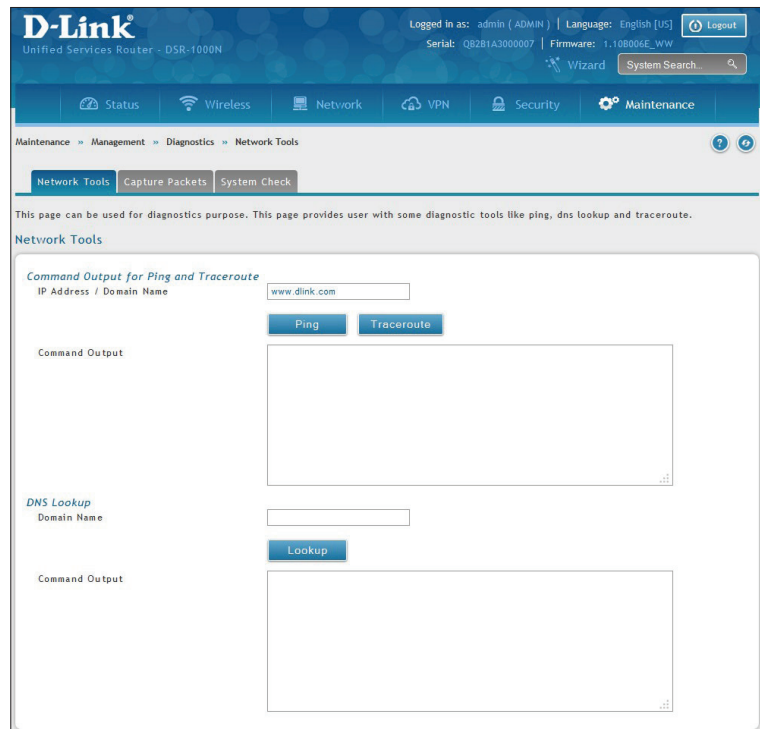 D-Link®
Unified Services Router - DSR-1000N
Logged in as: admin ( ADMIN ) | Language: English [US]
Logout
Serial: QB2B1A3000007 | Firmware: 1.10B006E_WW
Wizard
System Search...
Status
Wireless
Network
VPN
Security
Maintenance
Maintenance » Management » Diagnostics » Network Tools
Network Tools
Capture Packets
System Check
This page can be used for diagnostics purpose. This page provides user with some diagnostic tools like ping, dns lookup and traceroute.
Network Tools
Command Output for Ping and Traceroute
IP Address / Domain Name
www.dlink.com
Ping
Traceroute
Command Output
DNS Lookup
Domain Name
Lookup
Command Output